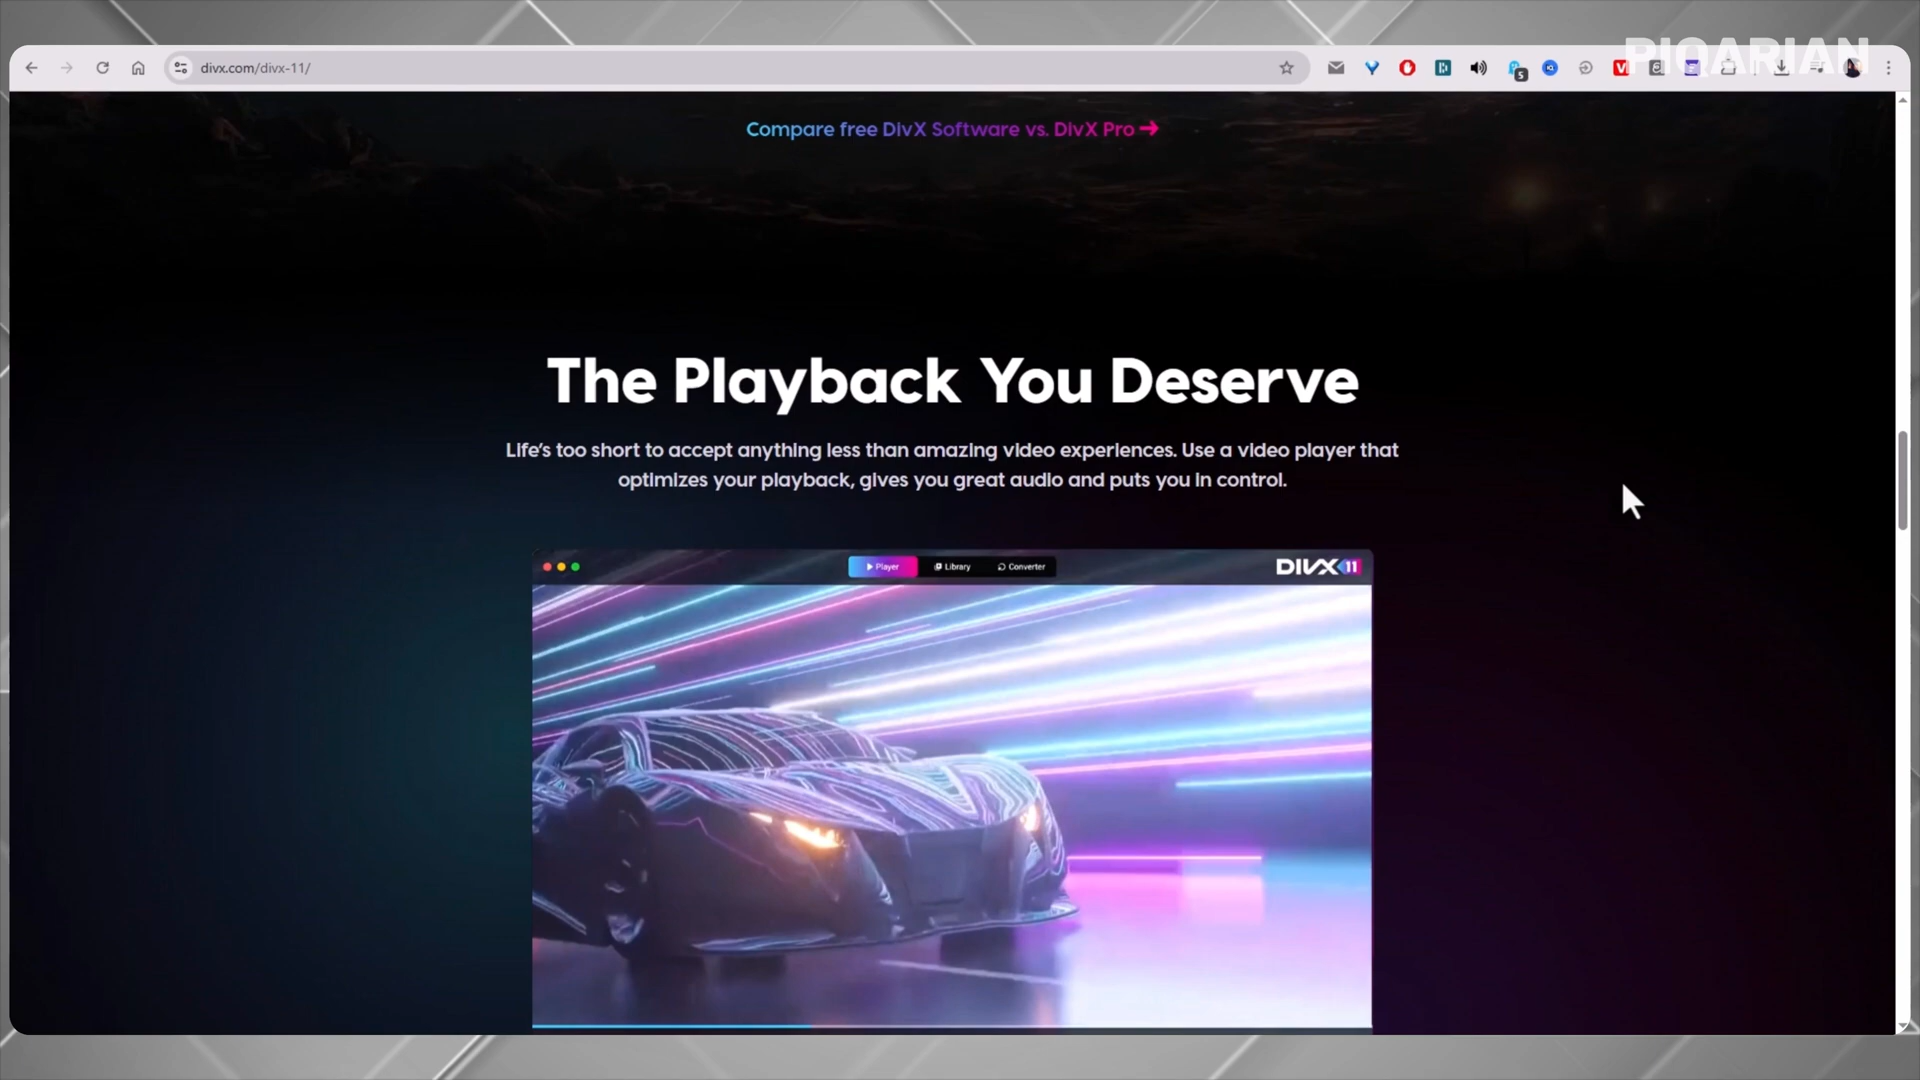 PIQARIAN
divx.com/divx-11/
Compare free DivX Software vs. DivX Pro →
The Playback You Deserve
Life's too short to accept anything less than amazing video experiences. Use a video player that
optimizes your playback, gives you great audio and puts you in control.
Player Library Converter DIVX 11